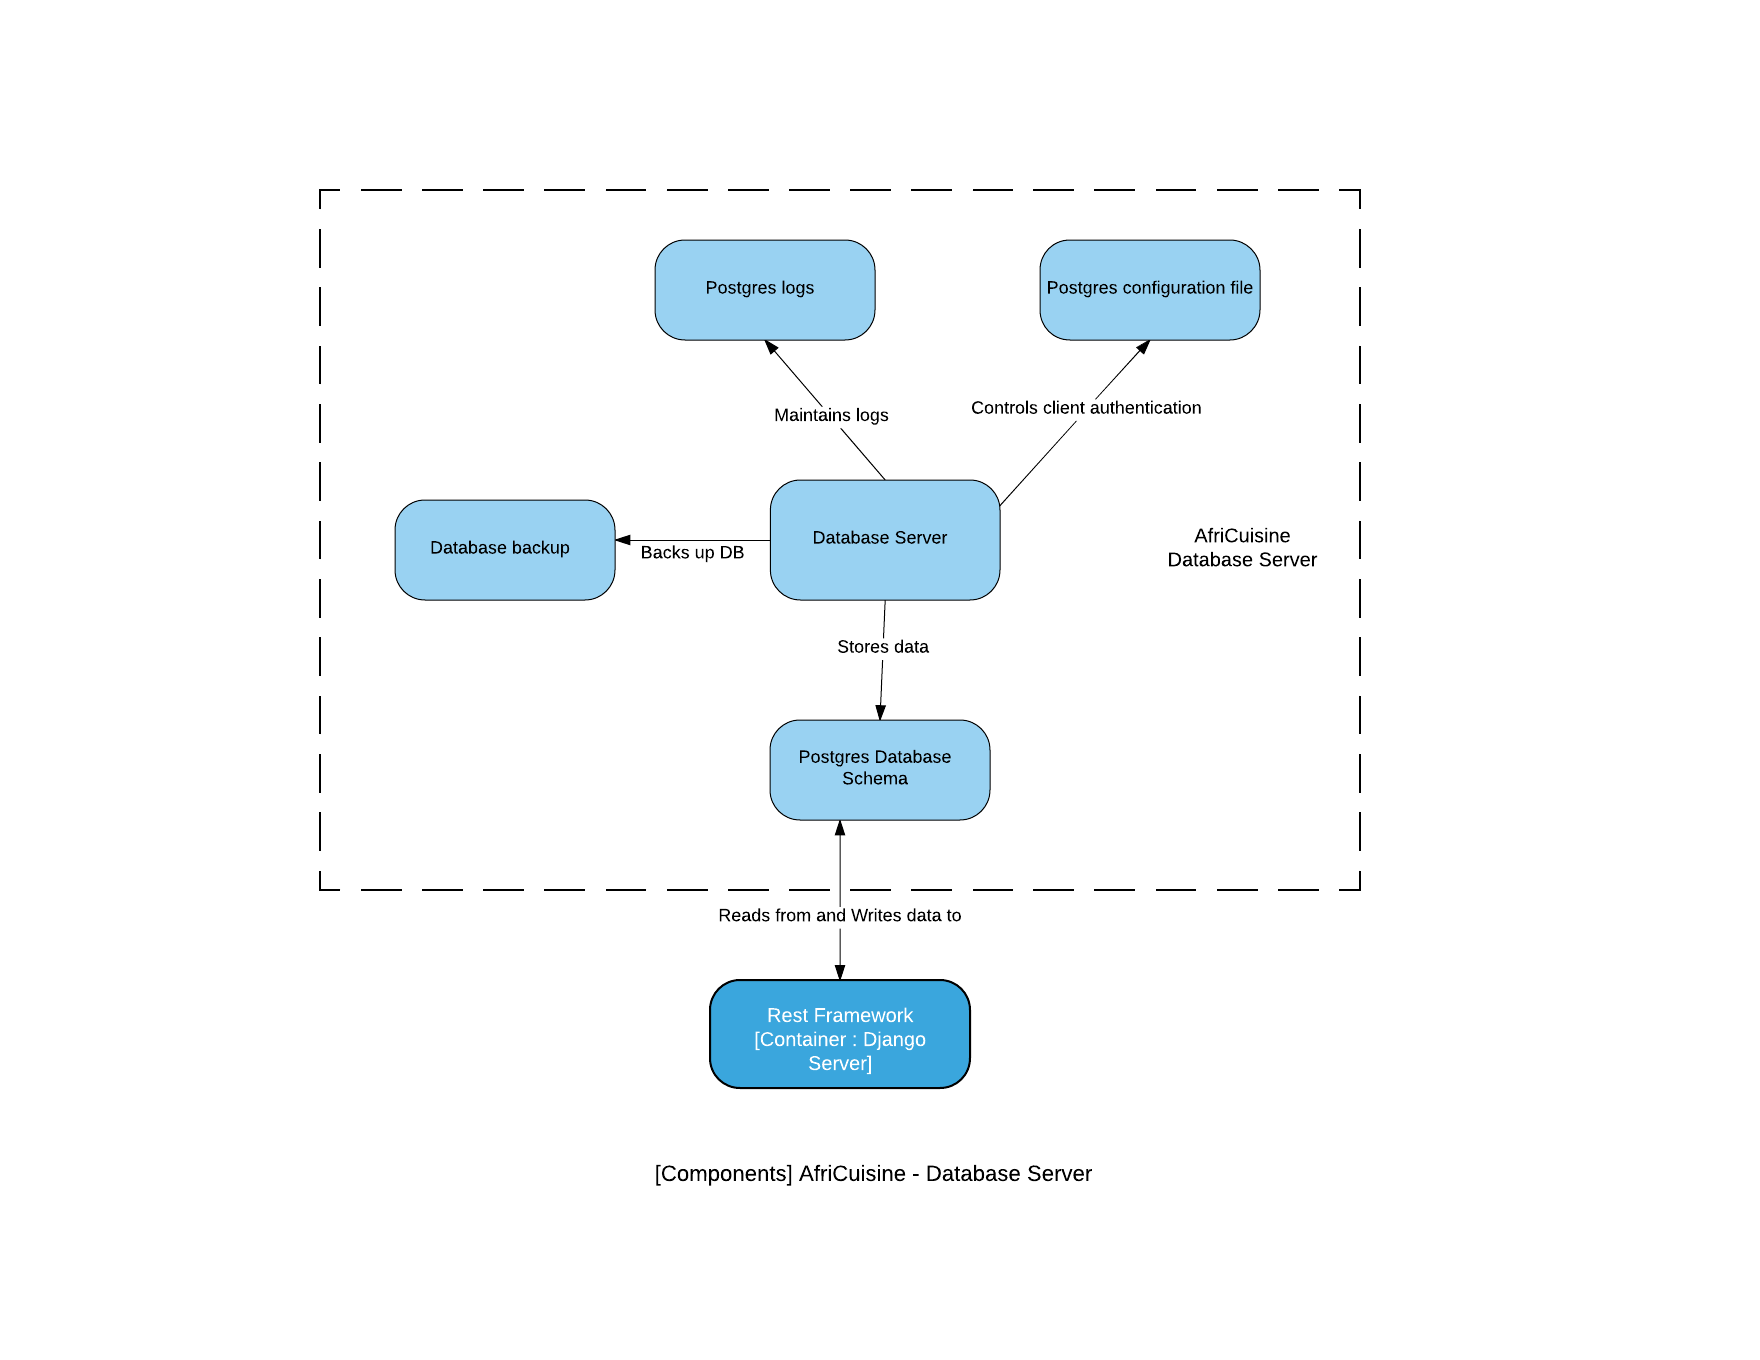 Postgres logs
Postgres configuration file
Maintains logs
Controls client authentication
Database backup
Backs up DB
Database Server
AfriCuisine
Database Server
Stores data
Postgres Database
Schema
Reads from and Writes data to
Rest Framework
[Container : Django
Server]
[Components] AfriCuisine - Database Server